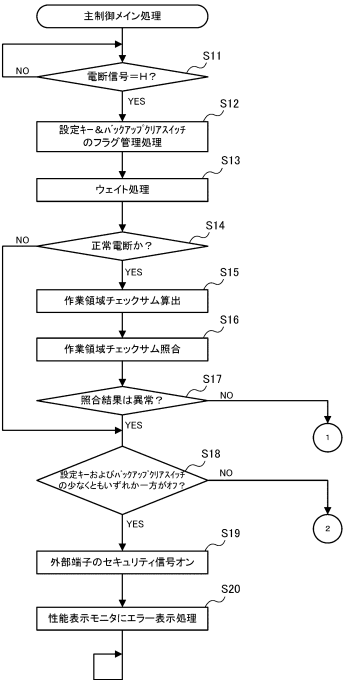 主制御メイン処理
S11
電断信号＝H？
NO
YES
S12
設定キー＆バックアップクリアスイッチ
のフラグ管理処理
S13
ウェイト処理
S14
正常電断か？
NO
YES
S15
作業領域チェックサム算出
S16
作業領域チェックサム照合
S17
照合結果は異常？
NO
YES
1
S18
設定キーおよびバックアップクリアスイッチ
の少なくともいずれか一方がオフ？
NO
YES
2
S19
外部端子のセキュリティ信号オン
S20
性能表示モニタにエラー表示処理